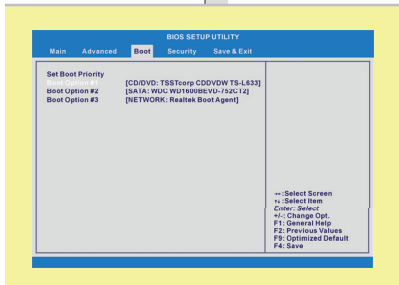 BIOS SETUP UTILITY
Main Advanced Boot Security Save & Exit
Set Boot Priority
Boot Option #1 [CD/DVD: TSSTcorp CDDVDW TS-L633]
Boot Option #2 [SATA: WDC WD1600BEVD-752CT2]
Boot Option #3 [NETWORK: Realtek Boot Agent]
↔ :Select Screen
↑↓ :Select Item
Enter: Select
+/-: Change Opt.
F1: General Help
F2: Previous Values
F9: Optimized Default
F4: Save